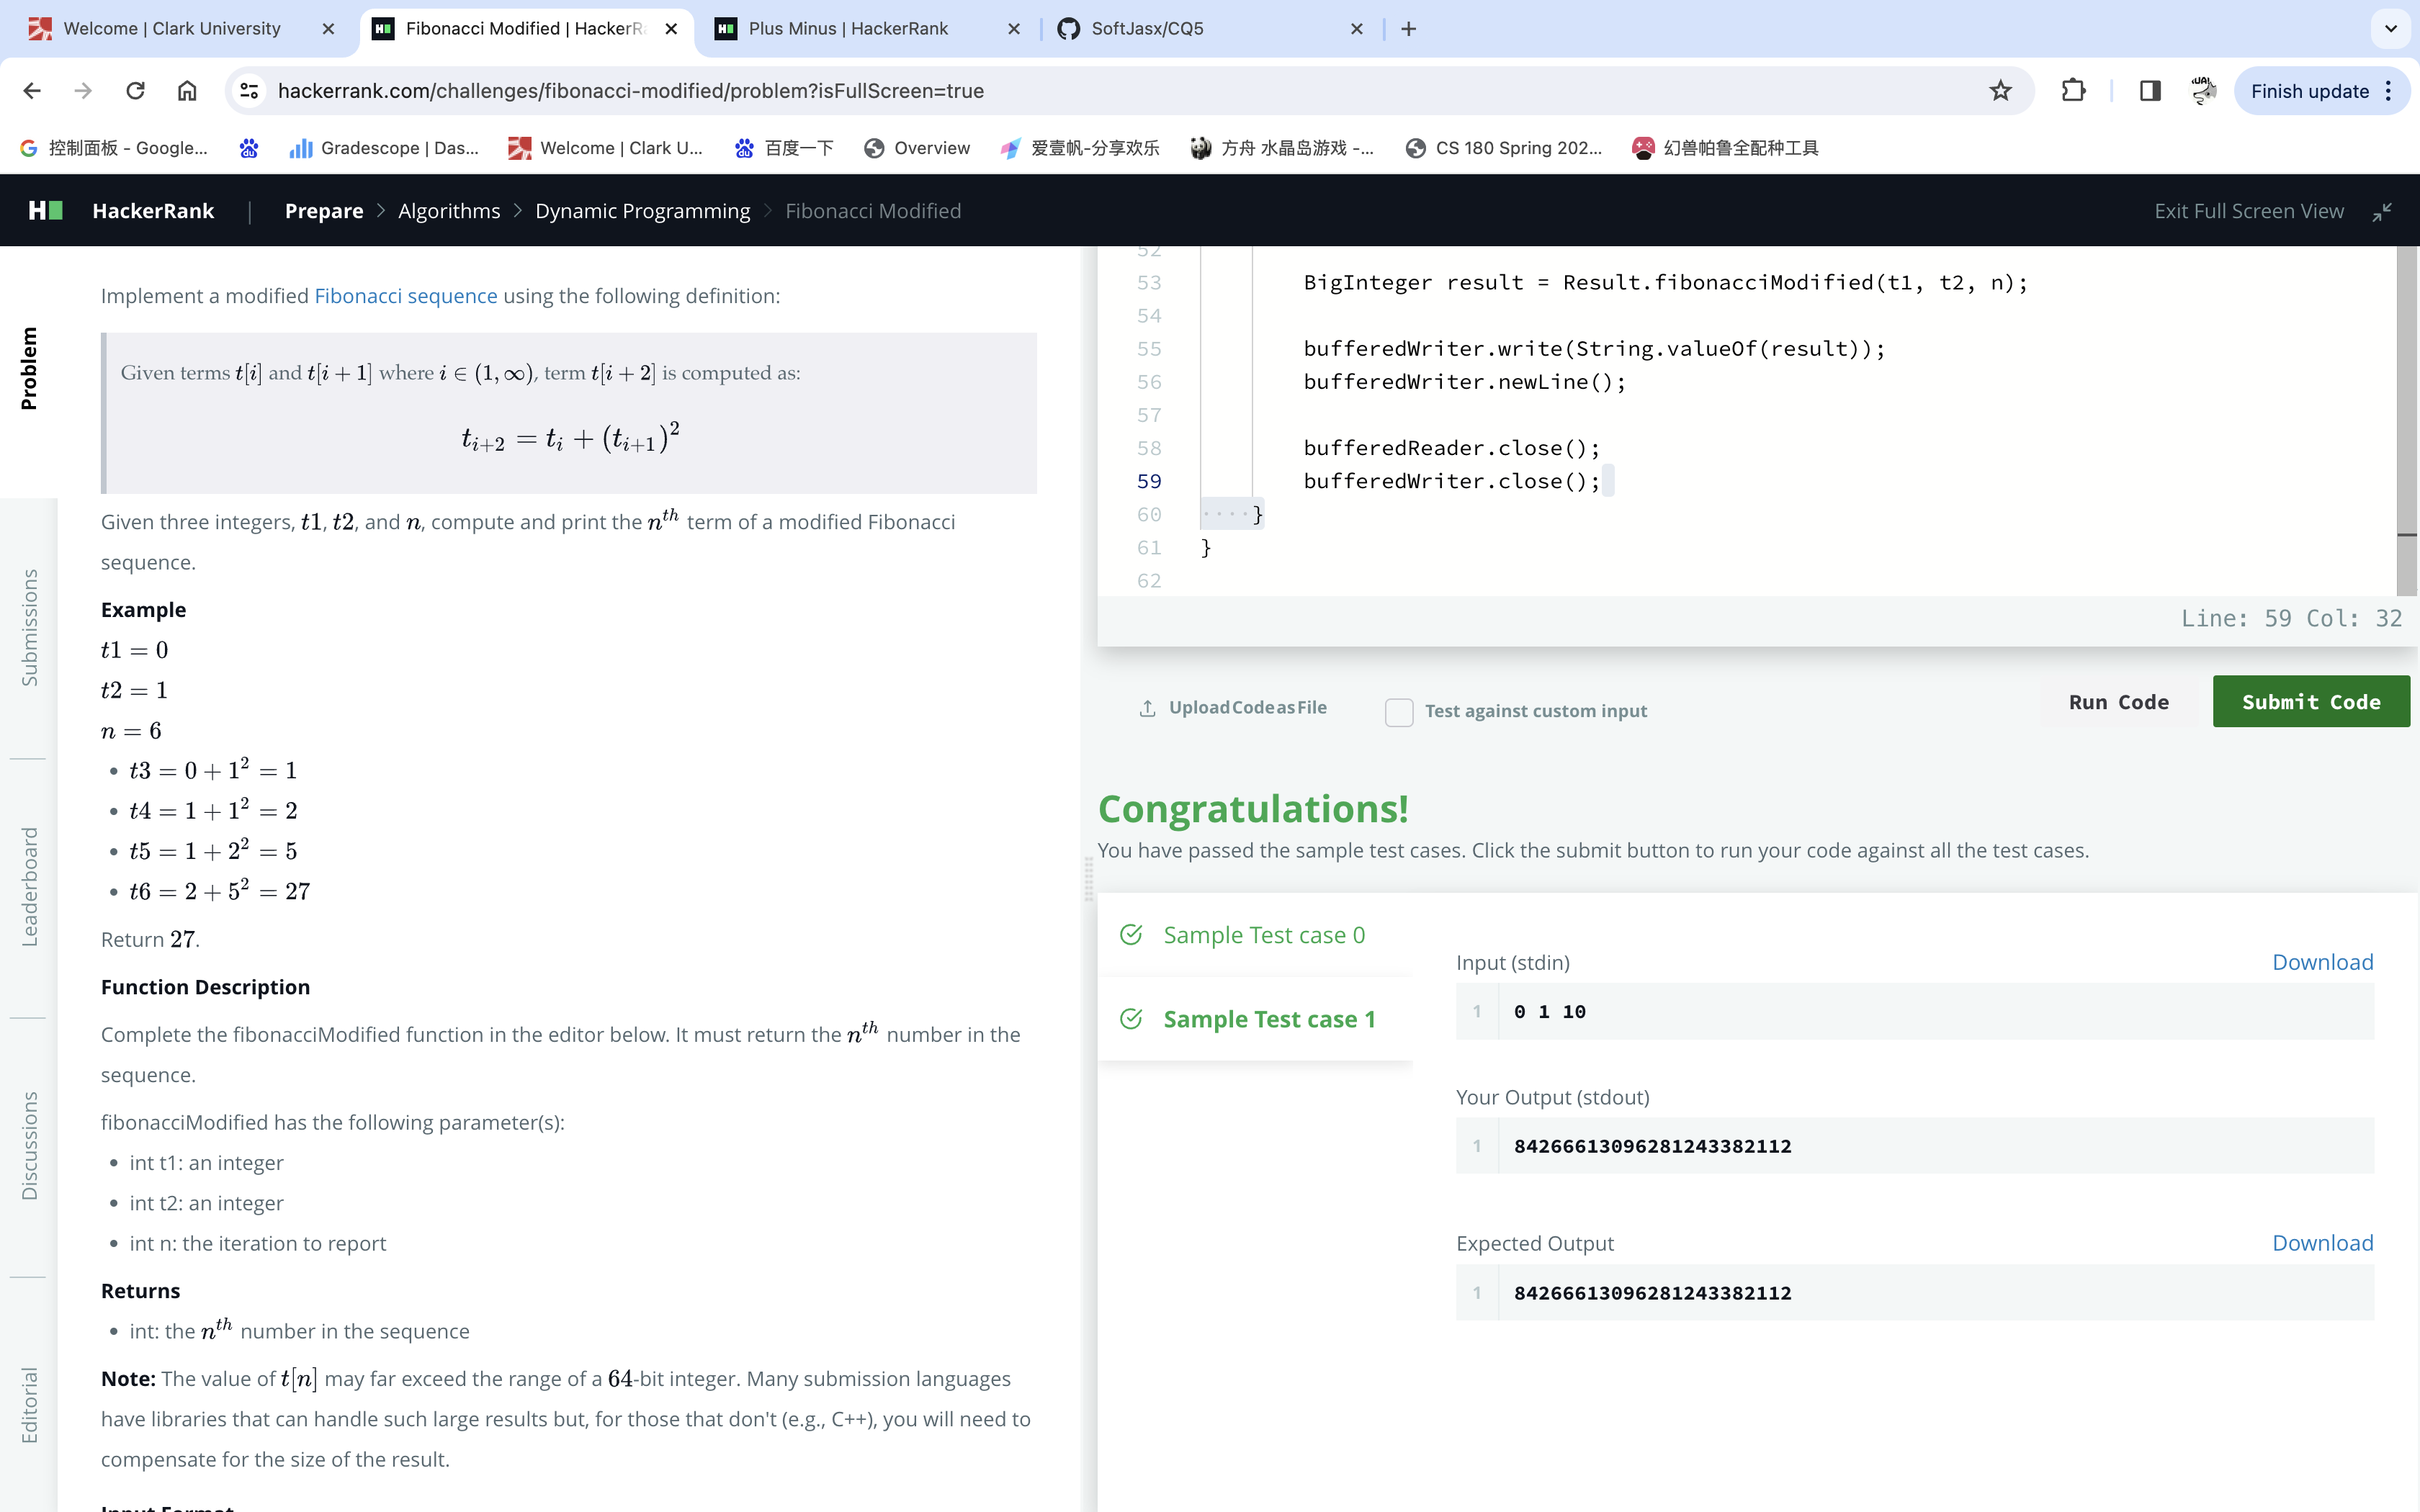 Welcome | Clark University
Fibonacci Modified | HackerRa
Plus Minus | HackerRank
SoftJasx/CQ5
hackerrank.com/challenges/fibonacci-modified/problem?isFullScreen=true
Finish update
控制面板 - Google...
Gradescope | Das...
Welcome | Clark U...
百度一下
Overview
爱壹帆-分享欢乐
方舟 水晶岛游戏 -...
CS 180 Spring 202...
幻兽帕鲁全配种工具
HackerRank | Prepare > Algorithms > Dynamic Programming > Fibonacci Modified
Exit Full Screen View
Problem
Submissions
Leaderboard
Discussions
Editorial
Implement a modified Fibonacci sequence using the following definition:
Given terms t[i] and t[i + 1] where i ∈ (1, ∞), term t[i + 2] is computed as:
t_{i+2} = t_i + (t_{i+1})^2
Given three integers, t1, t2, and n, compute and print the n^{th} term of a modified Fibonacci
sequence.
Example
t1 = 0
t2 = 1
n = 6
• t3 = 0 + 1^2 = 1
• t4 = 1 + 1^2 = 2
• t5 = 1 + 2^2 = 5
• t6 = 2 + 5^2 = 27
Return 27.
Function Description
Complete the fibonacciModified function in the editor below. It must return the n^{th} number in the
sequence.
fibonacciModified has the following parameter(s):
• int t1: an integer
• int t2: an integer
• int n: the iteration to report
Returns
• int: the n^{th} number in the sequence
Note: The value of t[n] may far exceed the range of a 64-bit integer. Many submission languages
have libraries that can handle such large results but, for those that don't (e.g., C++), you will need to
compensate for the size of the result.
Input Format
52
53 BigInteger result = Result.fibonacciModified(t1, t2, n);
54
55 bufferedWriter.write(String.valueOf(result));
56 bufferedWriter.newLine();
57
58 bufferedReader.close();
59 bufferedWriter.close();
60 ····}
61 }
62
Line: 59 Col: 32
Upload Code as File
Test against custom input
Run Code
Submit Code
Congratulations!
You have passed the sample test cases. Click the submit button to run your code against all the test cases.
Sample Test case 0
Sample Test case 1
Input (stdin)
Download
1 0 1 10
Your Output (stdout)
1 84266613096281243382112
Expected Output
Download
1 84266613096281243382112